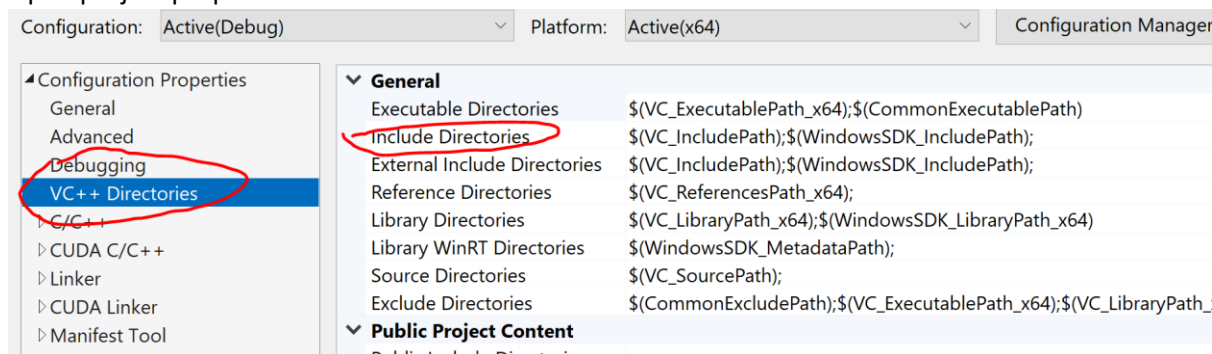 Configuration: Active(Debug) Platform: Active(x64) Configuration Manager
Configuration Properties
General
Advanced
Debugging
VC++ Directories
C/C++
CUDA C/C++
Linker
CUDA Linker
Manifest Tool
General
Executable Directories $(VC_ExecutablePath_x64);$(CommonExecutablePath)
Include Directories $(VC_IncludePath);$(WindowsSDK_IncludePath);
External Include Directories $(VC_IncludePath);$(WindowsSDK_IncludePath);
Reference Directories $(VC_ReferencesPath_x64);
Library Directories $(VC_LibraryPath_x64);$(WindowsSDK_LibraryPath_x64)
Library WinRT Directories $(WindowsSDK_MetadataPath);
Source Directories $(VC_SourcePath);
Exclude Directories $(CommonExcludePath);$(VC_ExecutablePath_x64);$(VC_LibraryPath_
Public Project Content